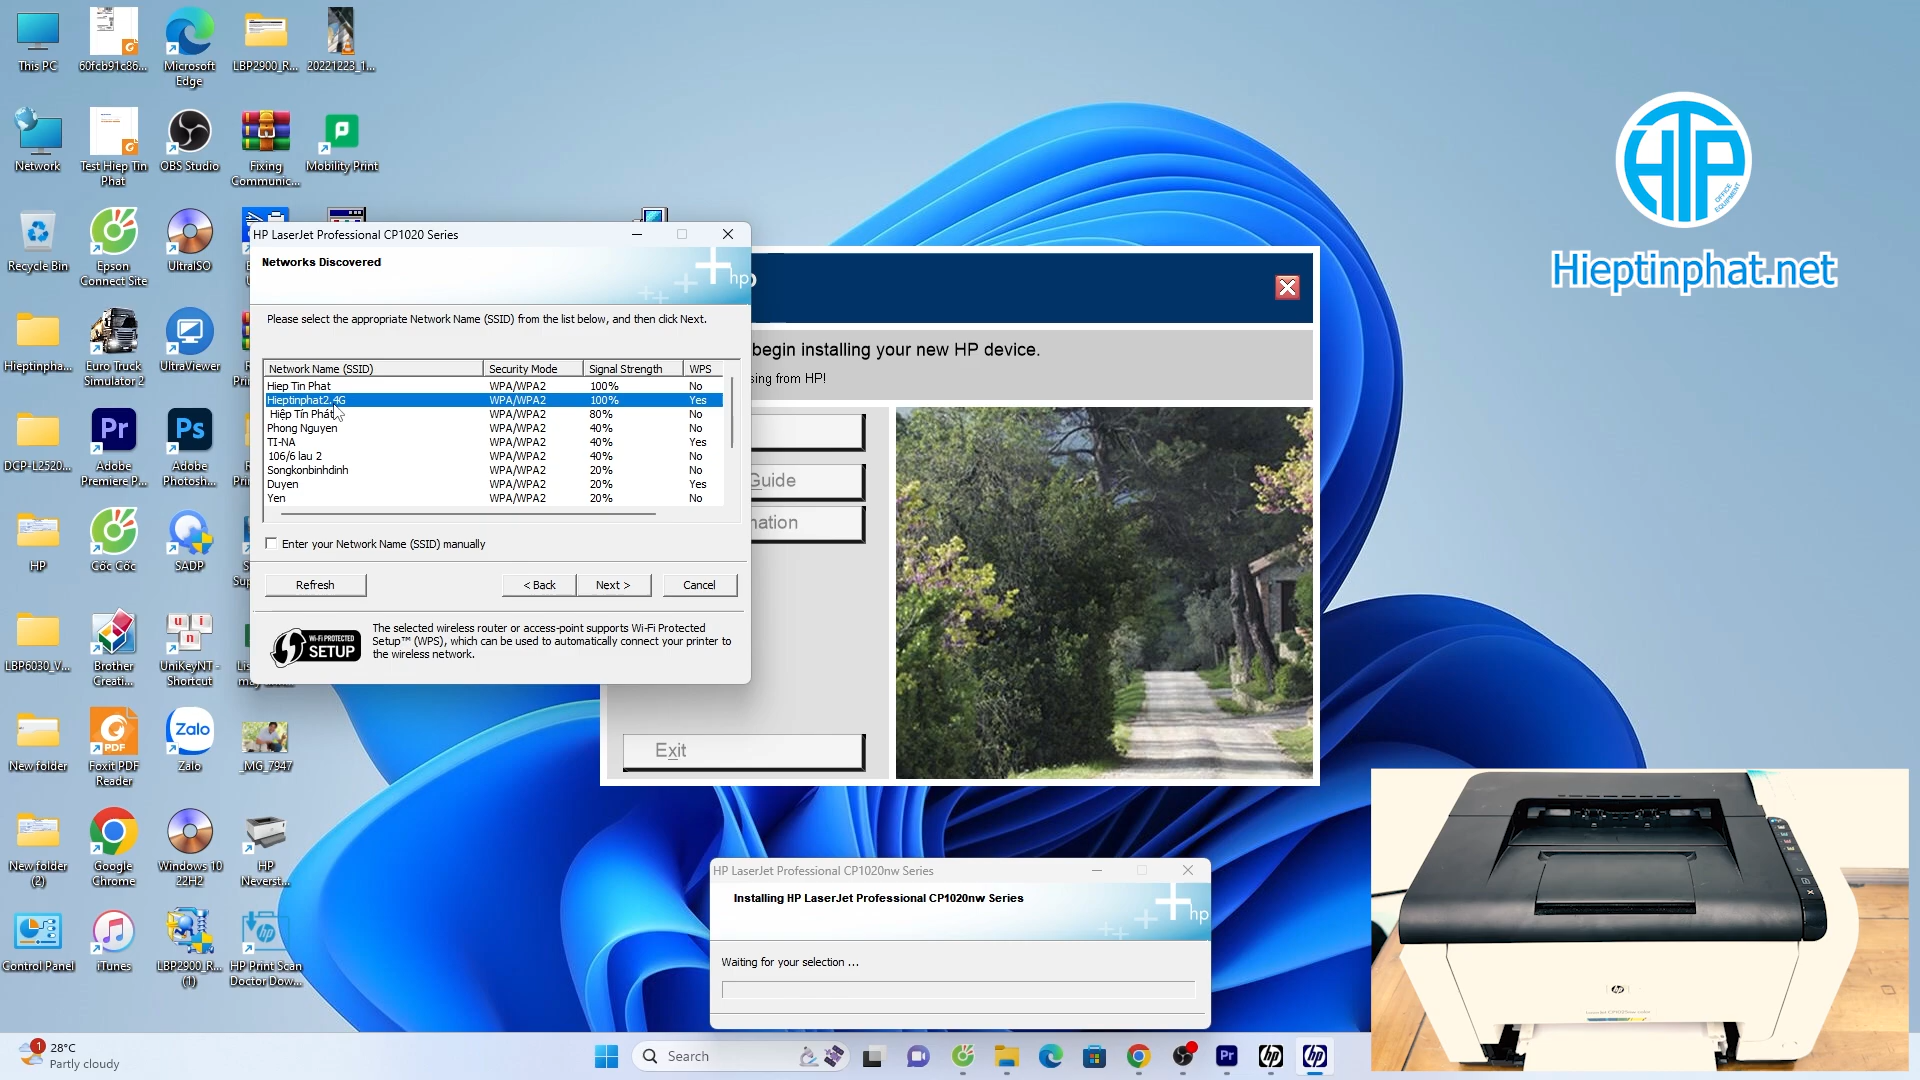 This PC
60fcb91c86...
Microsoft
Edge
LBP2900_R...
20221223_1...
Network
Test Hiep Tin
Phat
OBS Studio
Fixing
Communic...
Mobility Print
Recycle Bin
Epson
Connect Site
UltraISO
Hieptinpha...
Euro Truck
Simulator 2
UltraViewer
DCP-L2520...
Adobe
Premiere P...
Adobe
Photosh...
HP
Cốc Cốc
SADP
LBP6030_V...
Brother
Creati...
UniKeyNT -
Shortcut
New folder
Foxit PDF
Reader
Zalo
_MG_7947
New folder
(2)
Google
Chrome
Windows 10
22H2
HP
Neverst...
Control Panel
iTunes
LBP2900_R...
(1)
HP Print Scan
Doctor Dow...
HP LaserJet Professional CP1020 Series
Networks Discovered
hp
Please select the appropriate Network Name (SSID) from the list below, and then click Next.
Network Name (SSID) Security Mode Signal Strength WPS
Hiep Tin Phat WPA/WPA2 100% No
Hieptinphat2.4G WPA/WPA2 100% Yes
Hiệp Tín Phát WPA/WPA2 80% No
Phong Nguyen WPA/WPA2 40% No
TI-NA WPA/WPA2 40% Yes
106/6 lau 2 WPA/WPA2 40% No
Songkonbinhdinh WPA/WPA2 20% No
Duyen WPA/WPA2 20% Yes
Yen WPA/WPA2 20% No
Enter your Network Name (SSID) manually
Refresh
< Back
Next >
Cancel
Wi-Fi PROTECTED
SETUP
The selected wireless router or access-point supports Wi-Fi Protected
Setup™ (WPS), which can be used to automatically connect your printer to
the wireless network.
begin installing your new HP device.
sing from HP!
Guide
mation
Exit
HTP
OFFICE
EQUIPMENT
Hieptinphat.net
HP LaserJet Professional CP1020nw Series
Installing HP LaserJet Professional CP1020nw Series
hp
Waiting for your selection ...
hp
1
28°C
Partly cloudy
Search
Pr
hp
hp